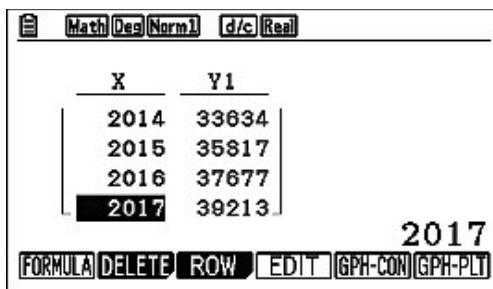 Math Deg Norm1 d/c Real
X Y1
2014 33634
2015 35817
2016 37677
2017 39213
2017
FORMULA DELETE ROW EDIT GPH-CON GPH-PLT